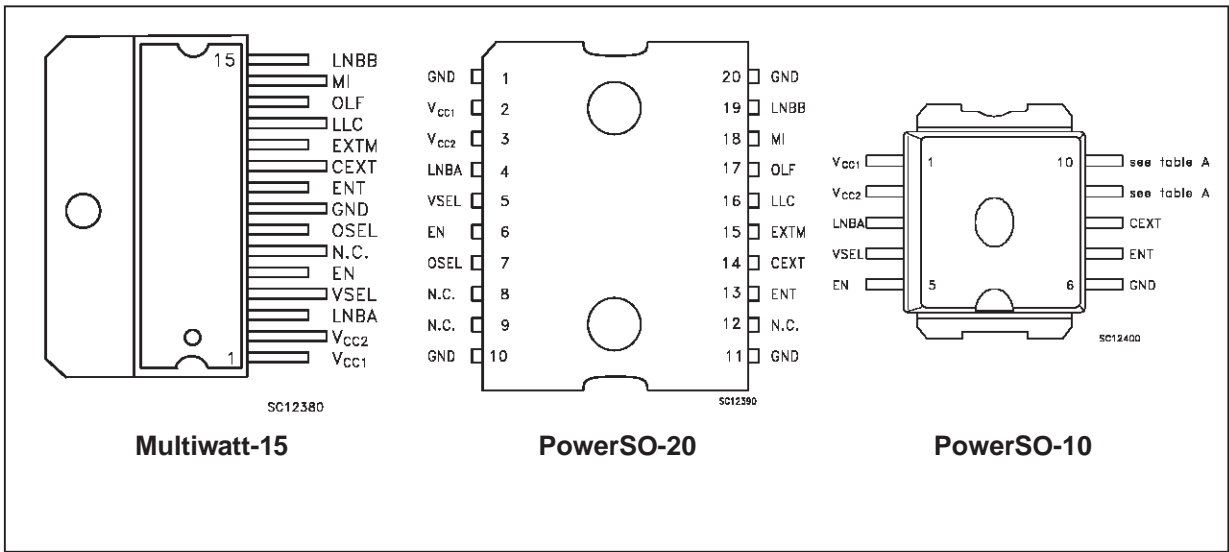 15 LNBB
MI
OLF
LLC
EXTM
CEXT
ENT
GND
OSEL
N.C.
EN
VSEL
LNBA
VCC2
1 VCC1
SC12380
Multiwatt-15
GND 1 20 GND
VCC1 2 19 LNBB
VCC2 3 18 MI
LNBA 4 17 OLF
VSEL 5 16 LLC
EN 6 15 EXTM
OSEL 7 14 CEXT
N.C. 8 13 ENT
N.C. 9 12 N.C.
GND 10 11 GND
SC12390
PowerSO-20
VCC1 1 10 see table A
VCC2 see table A
LNBA CEXT
VSEL ENT
EN 5 6 GND
SC12400
PowerSO-10